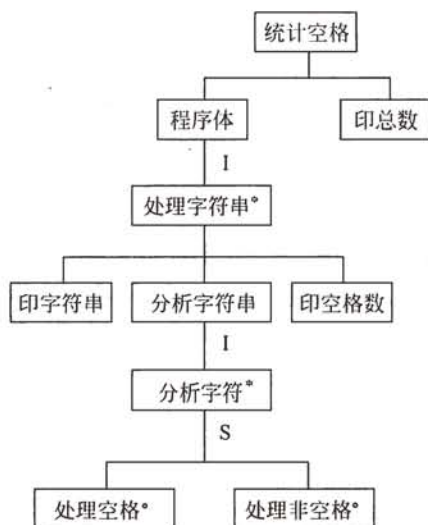 统计空格
程序体 印总数
I
处理字符串*
印字符串 分析字符串 印空格数
I
分析字符*
S
处理空格° 处理非空格°